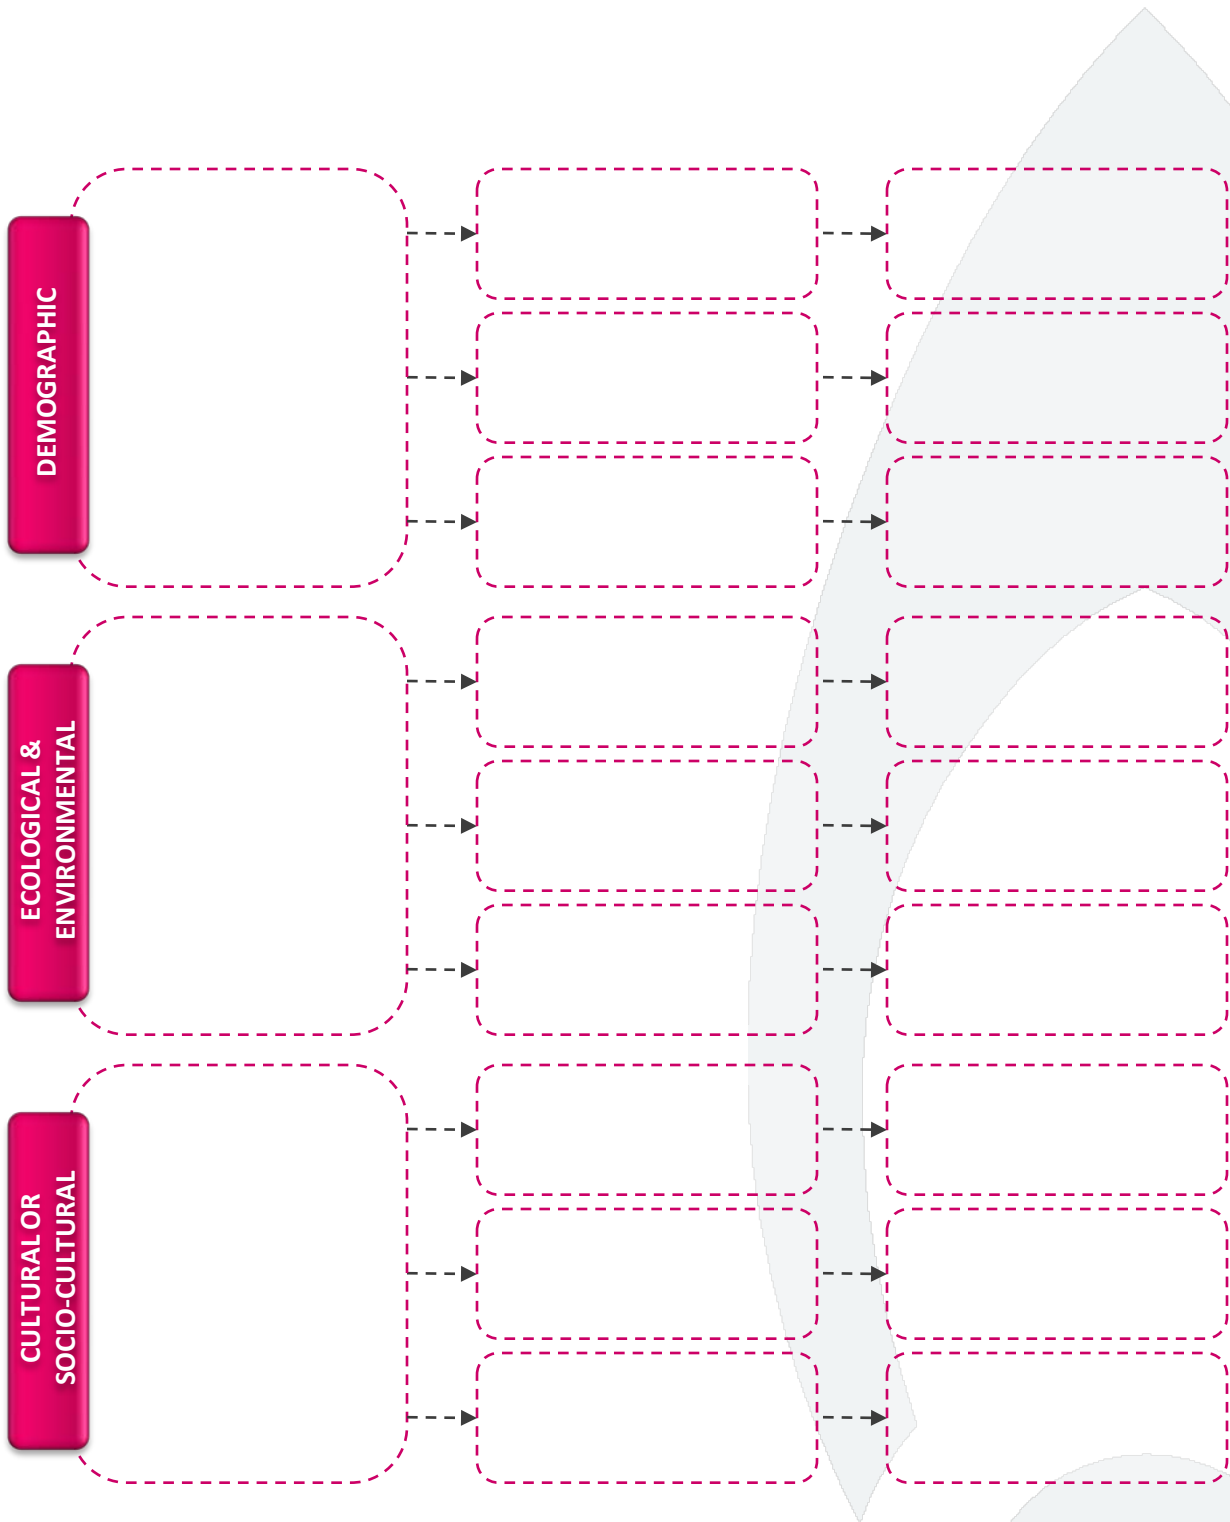 DEMOGRAPHIC
ECOLOGICAL &
ENVIRONMENTAL
CULTURAL OR
SOCIO-CULTURAL